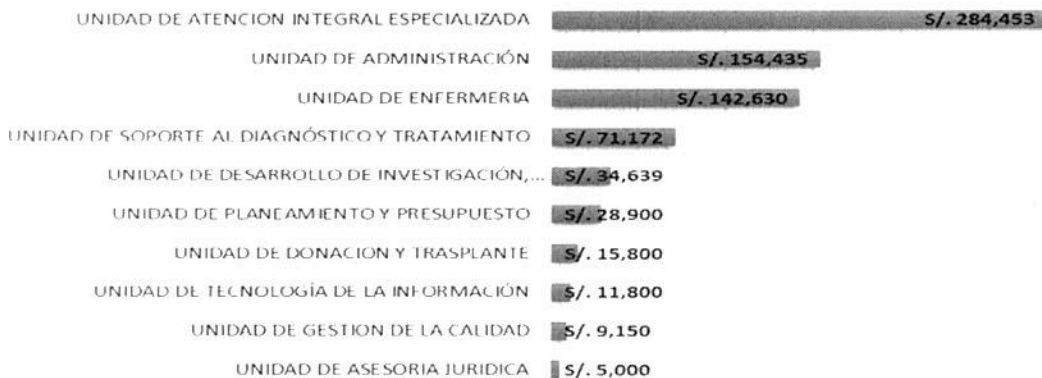 UNIDAD DE ATENCION INTEGRAL ESPECIALIZADA S/. 284,453
UNIDAD DE ADMINISTRACIÓN S/. 154,435
UNIDAD DE ENFERMERIA S/. 142,630
UNIDAD DE SOPORTE AL DIAGNÓSTICO Y TRATAMIENTO S/. 71,172
UNIDAD DE DESARROLLO DE INVESTIGACIÓN,... S/. 34,639
UNIDAD DE PLANEAMIENTO Y PRESUPUESTO S/. 28,900
UNIDAD DE DONACION Y TRASPLANTE S/. 15,800
UNIDAD DE TECNOLOGÍA DE LA INFORMACIÓN S/. 11,800
UNIDAD DE GESTION DE LA CALIDAD S/. 9,150
UNIDAD DE ASESORIA JURIDICA S/. 5,000